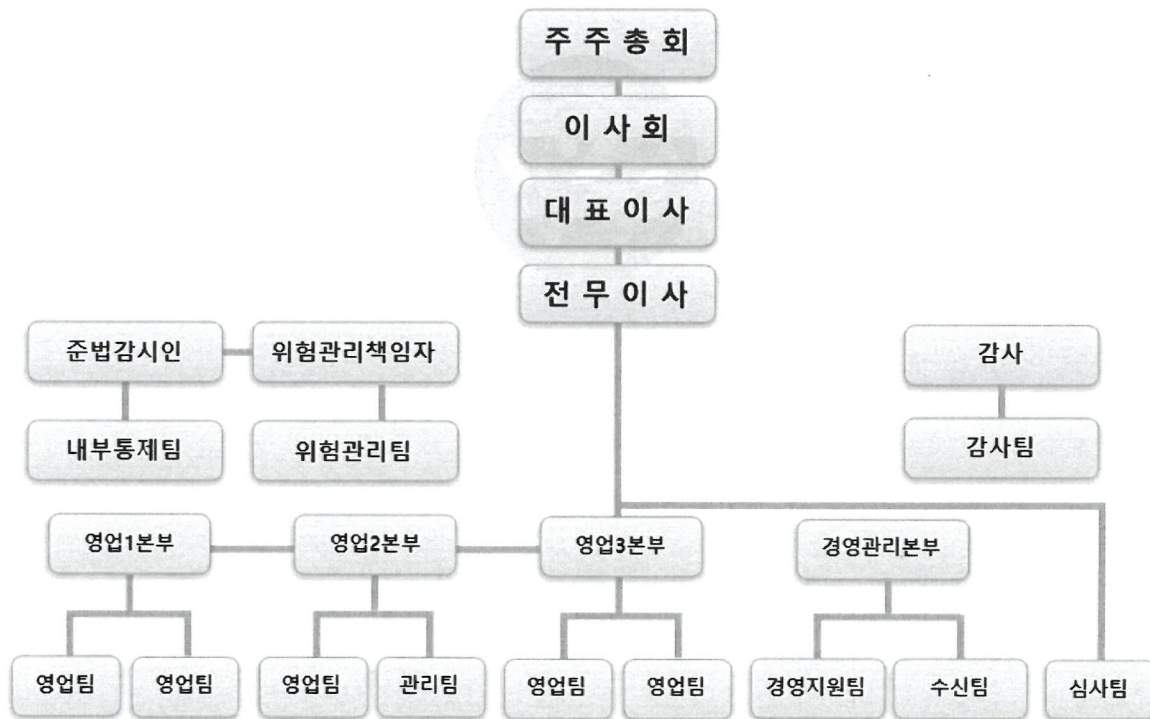 주 주 총 회
이 사 회
대 표 이 사
전 무 이 사
준법감시인
위험관리책임자
감사
내부통제팀
위험관리팀
감사팀
영업1본부
영업2본부
영업3본부
경영관리본부
영업팀
영업팀
영업팀
관리팀
영업팀
영업팀
경영지원팀
수신팀
심사팀